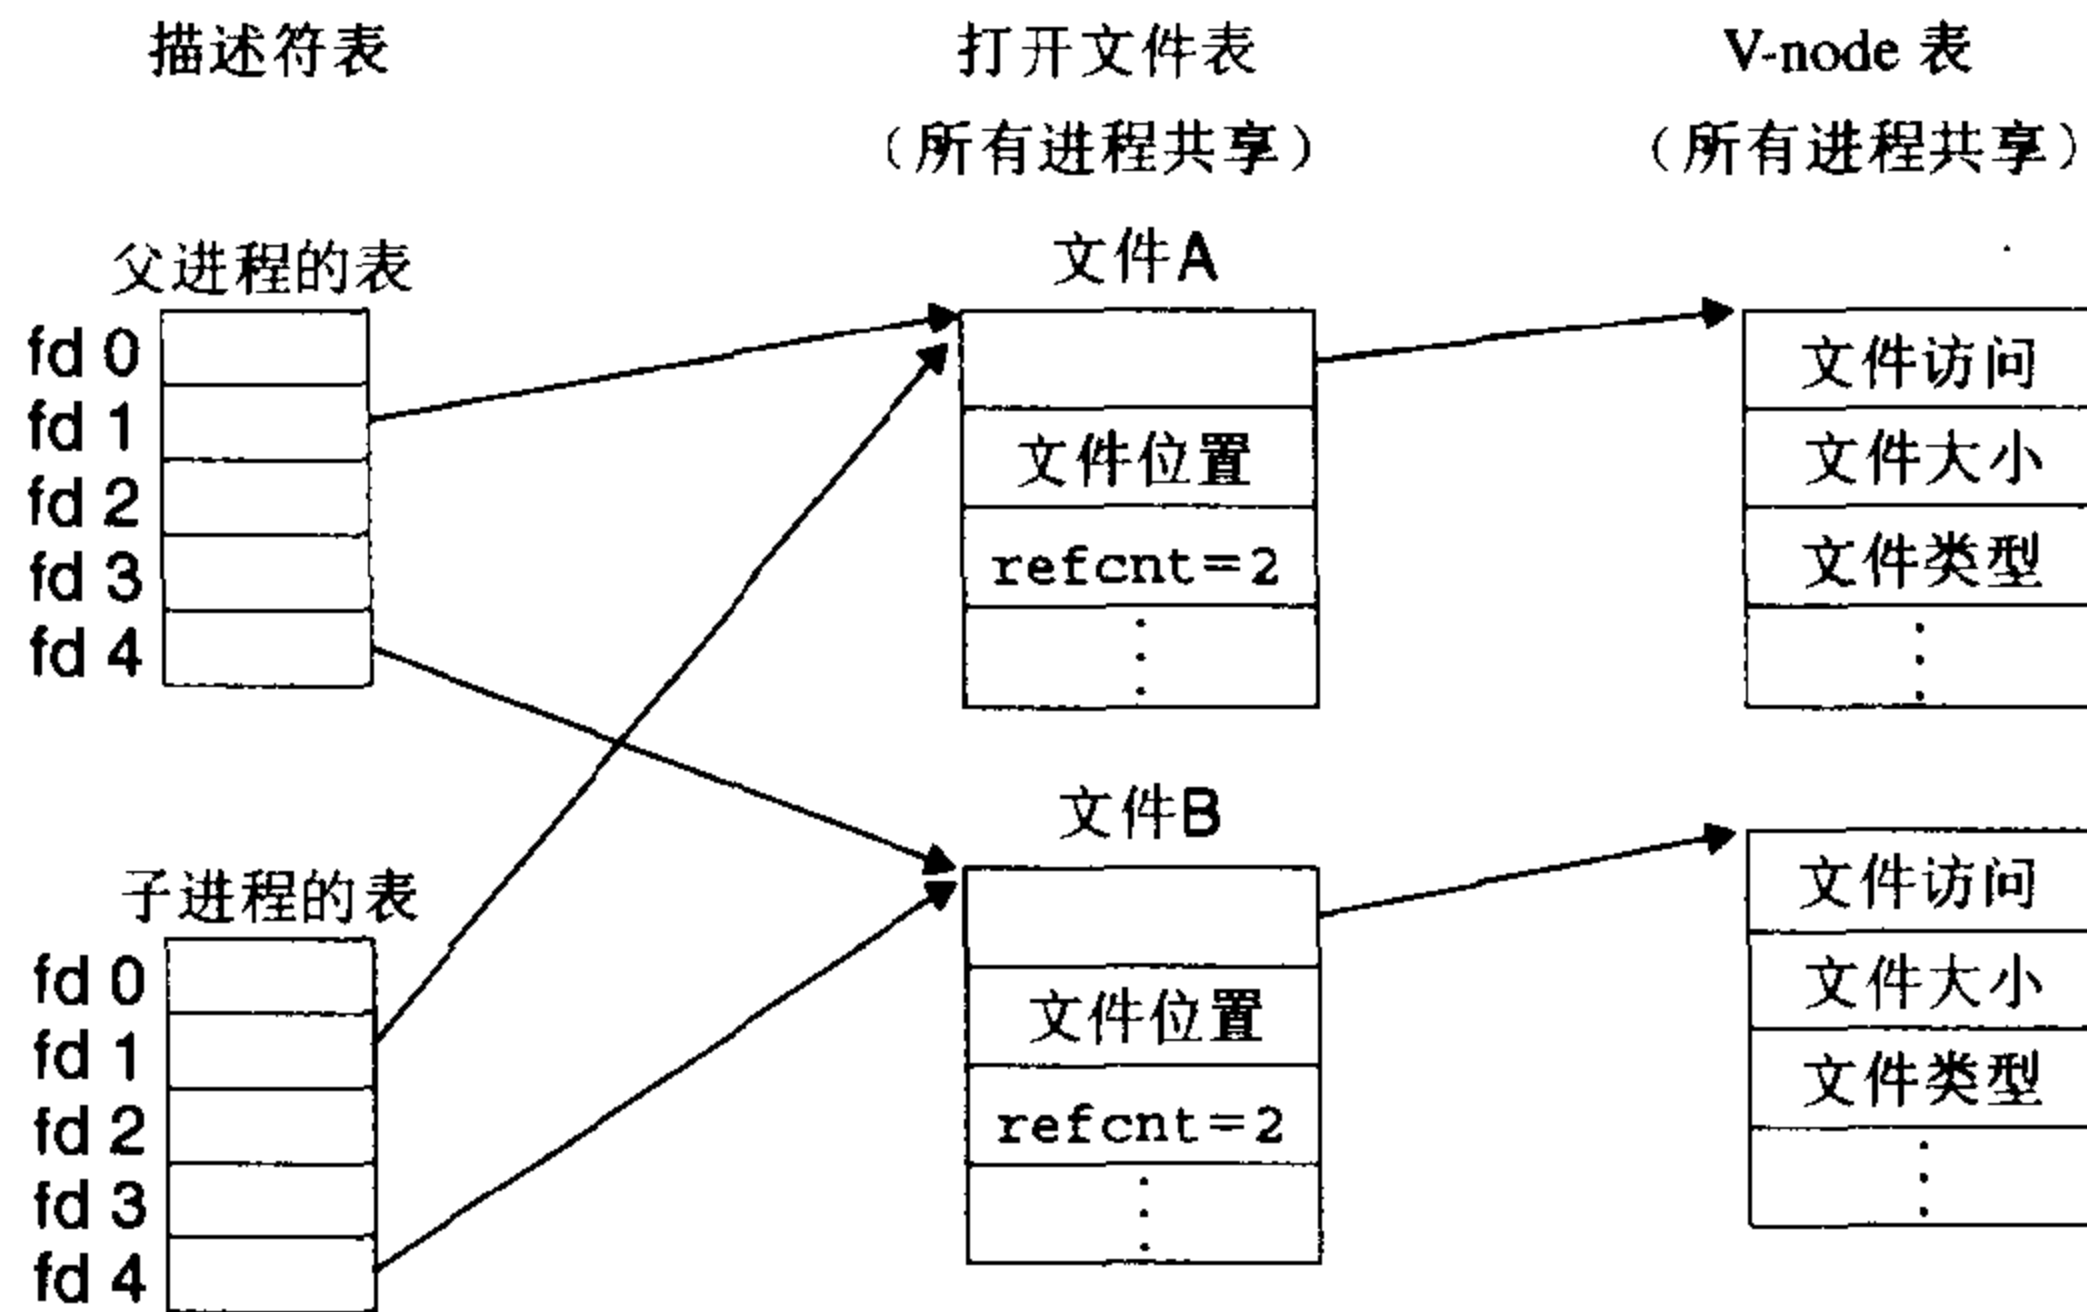 描述符表
打开文件表
(所有进程共享)
V-node 表
(所有进程共享)
父进程的表
fd 0
fd 1
fd 2
fd 3
fd 4
子进程的表
fd 0
fd 1
fd 2
fd 3
fd 4
文件A
文件位置
refcnt=2
文件B
文件位置
refcnt=2
文件访问
文件大小
文件类型
文件访问
文件大小
文件类型